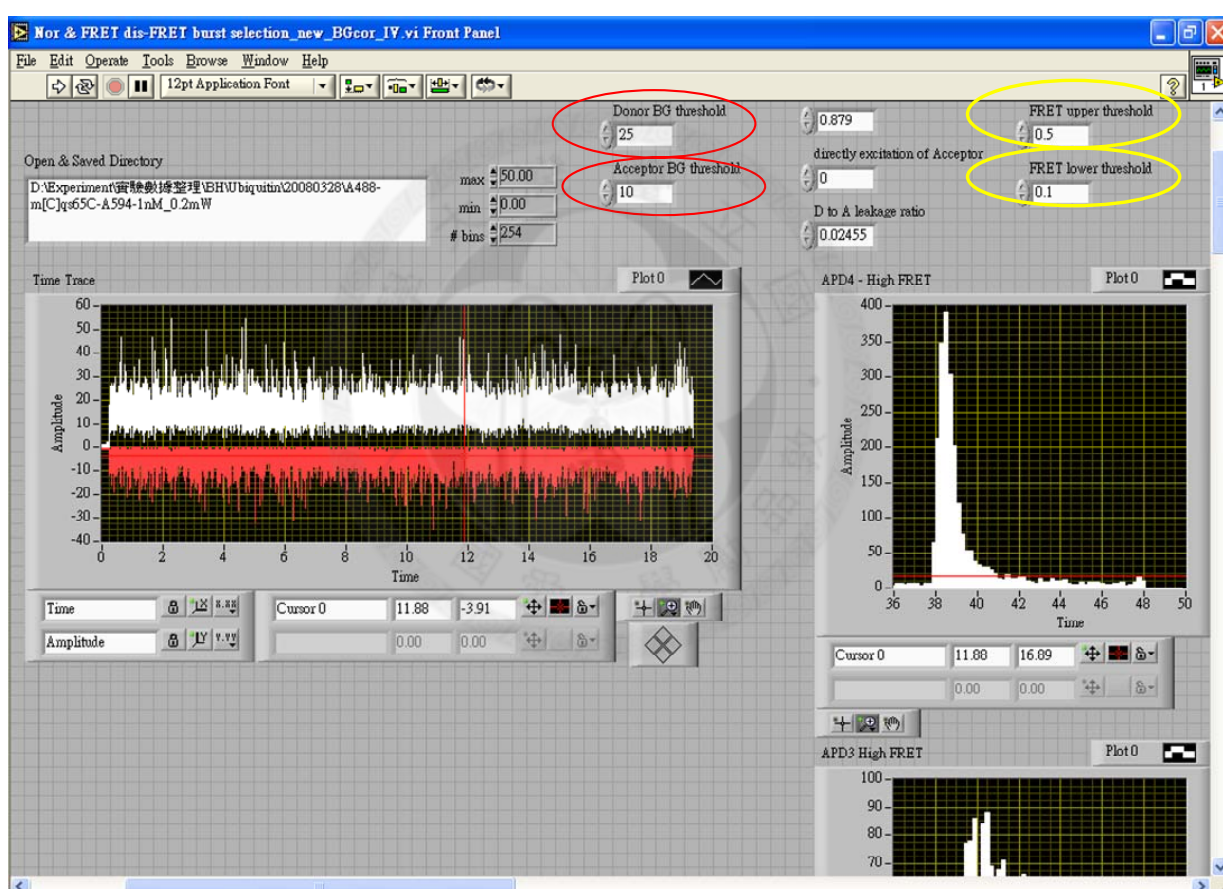 Nor & FRET dis-FRET burst selection_new_BGcor_IV.vi Front Panel
File Edit Operate Tools Browse Window Help
12pt Application Font
1
Donor BG threshold
25
Acceptor BG threshold
10
0.879
directly excitation of Acceptor
0
D to A leakage ratio
0.02455
FRET upper threshold
0.5
FRET lower threshold
0.1
Open & Saved Directory
D:\Experiment\實驗數據整理\BH\Ubiquitin\20080328\A488-
m[C]qs65C-A594-1nM_0.2mW
max 50.00
min 0.00
# bins 254
Time Trace
Plot 0
60
50
40
30
20
10
0
-10
-20
-30
-40
Amplitude
0 2 4 6 8 10 12 14 16 18 20
Time
Time X.XX
Amplitude Y.YY
Cursor 0 11.88 -3.91
0.00 0.00
APD4 - High FRET
Plot 0
400
350
300
250
200
150
100
50
0
Amplitude
36 38 40 42 44 46 48 50
Time
Cursor 0 11.88 16.89
0.00 0.00
APD3 High FRET
Plot 0
100
90
80
70